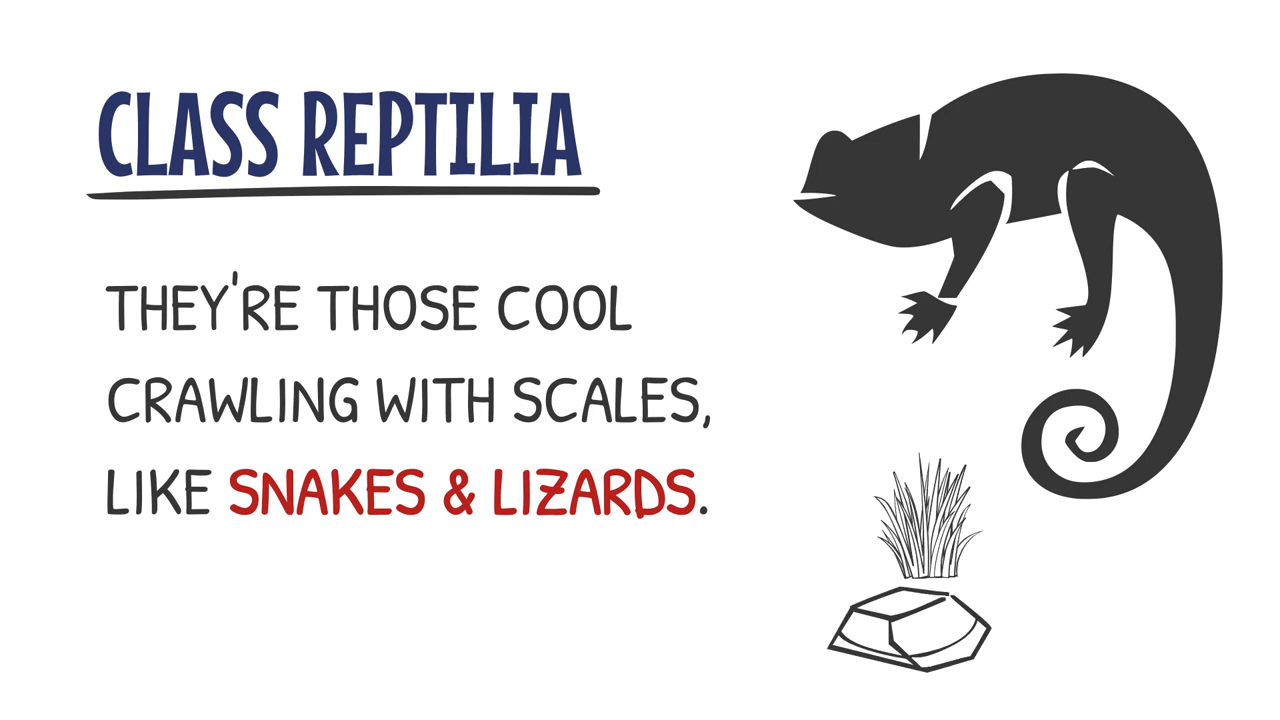 CLASS REPTILIA
THEY'RE THOSE COOL
CRAWLING WITH SCALES,
LIKE SNAKES & LIZARDS.